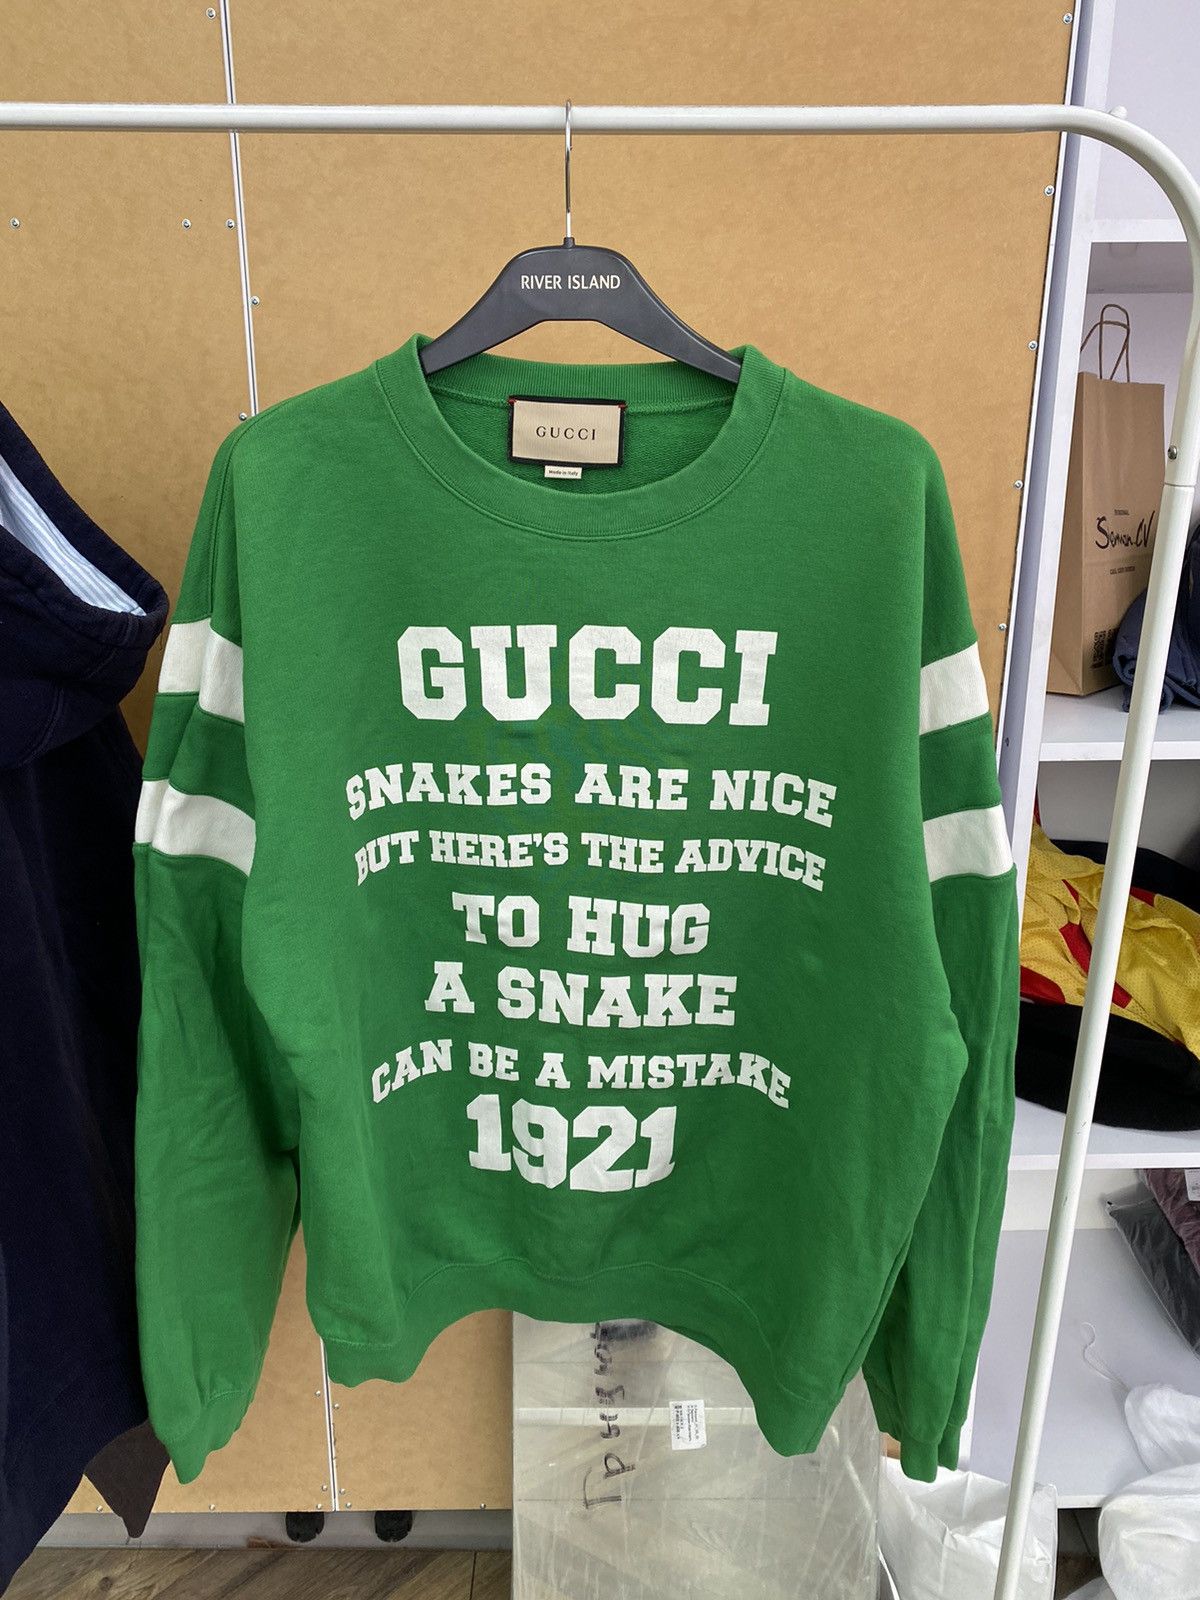 RIVER ISLAND
GUCCI
Made in Italy
GUCCI
SNAKES ARE NICE
BUT HERE'S THE ADVICE
TO HUG
A SNAKE
CAN BE A MISTAKE
1921